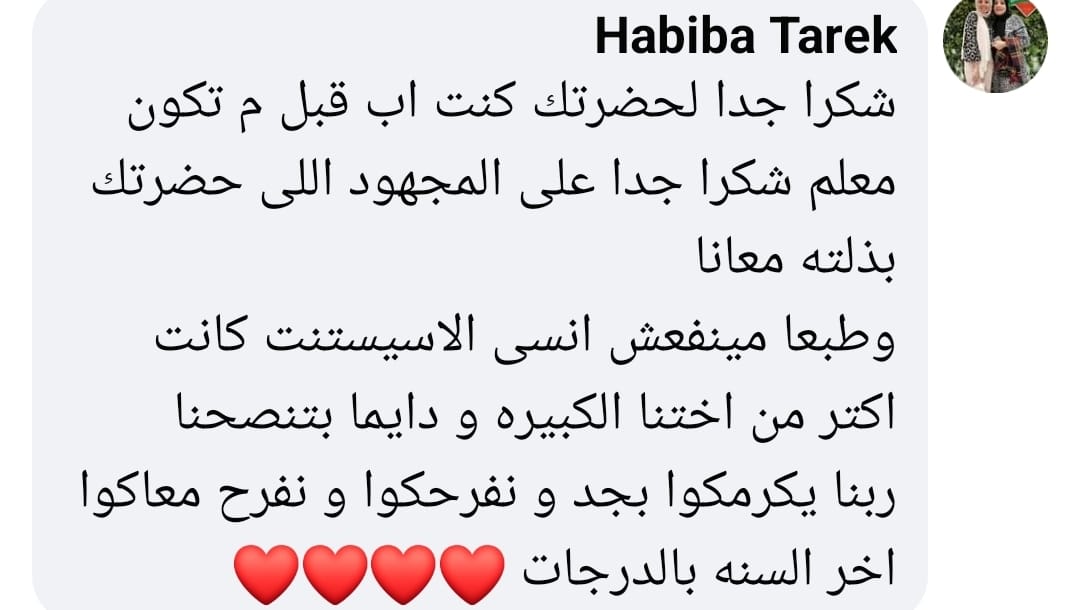 Habiba Tarek
شكرا جدا لحضرتك كنت اب قبل م تكون
معلم شكرا جدا على المجهود اللى حضرتك
بذلته معانا
وطبعا مينفعش انسى الاسيستنت كانت
اكتر من اختنا الكبيره و دايما بتنصحنا
ربنا يكرمكوا بجد و نفرحكوا و نفرح معاكوا
اخر السنه بالدرجات ❤️❤️❤️❤️